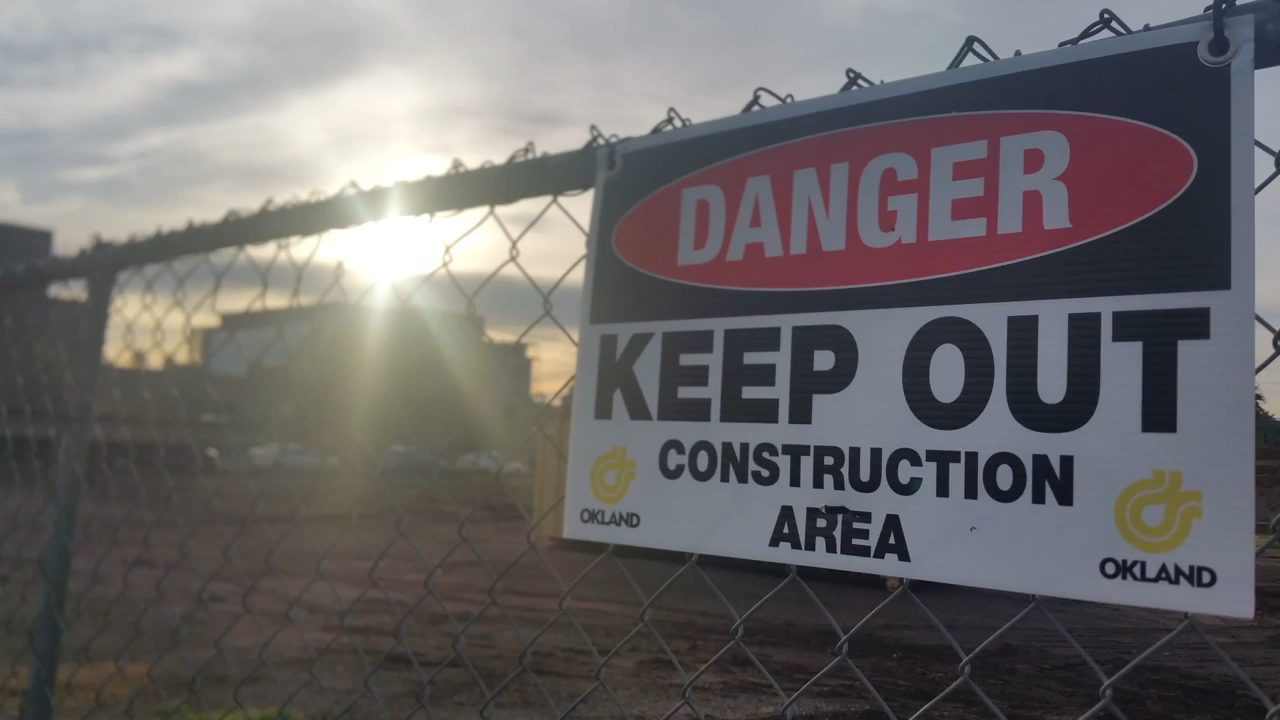 DANGER
KEEP OUT
CONSTRUCTION
AREA
OKLAND
OKLAND